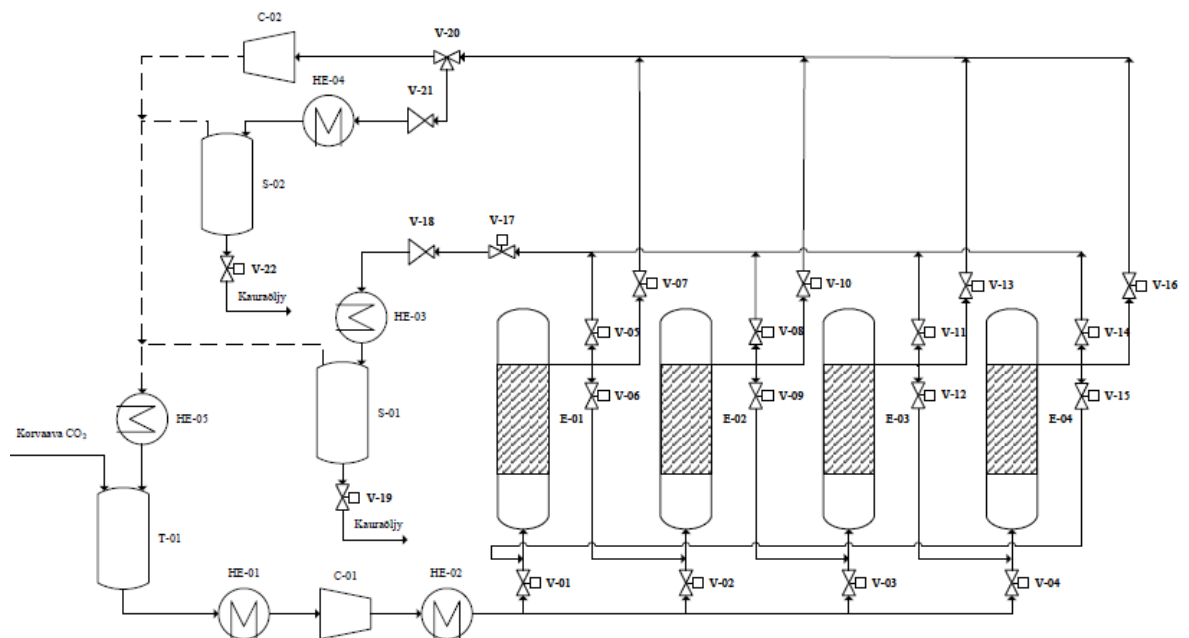 C-02
V-20
HE-04
V-21
S-02
V-18
V-17
V-22
V-07
V-10
V-13
V-16
Kauraöljy
HE-03
V-05
V-08
V-11
V-14
S-01
V-06
V-09
V-12
V-15
HE-05
E-01
E-02
E-03
E-04
Korvaava CO₂
V-19
T-01
Kauraöljy
HE-01
C-01
HE-02
V-01
V-02
V-03
V-04